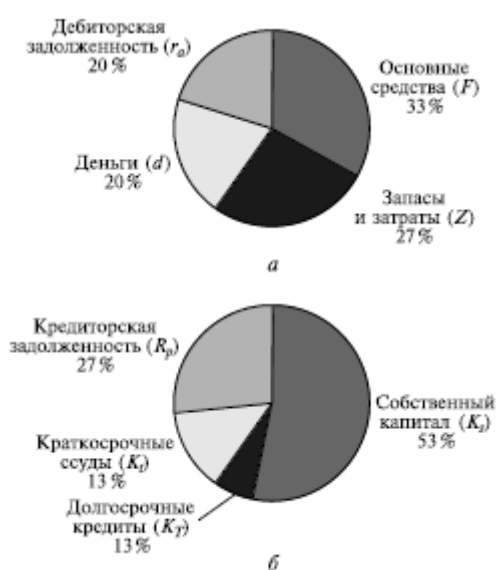 Дебиторская
задолженность (rₐ)
20 %
Основные
средства (F)
33 %
Деньги (d)
20 %
Запасы
и затраты (Z)
27 %
а
Кредиторская
задолженность (Rₚ)
27 %
Собственный
капитал (Kₛ)
53 %
Краткосрочные
ссуды (Kₜ)
13 %
Долгосрочные
кредиты (K_T)
13 %
б